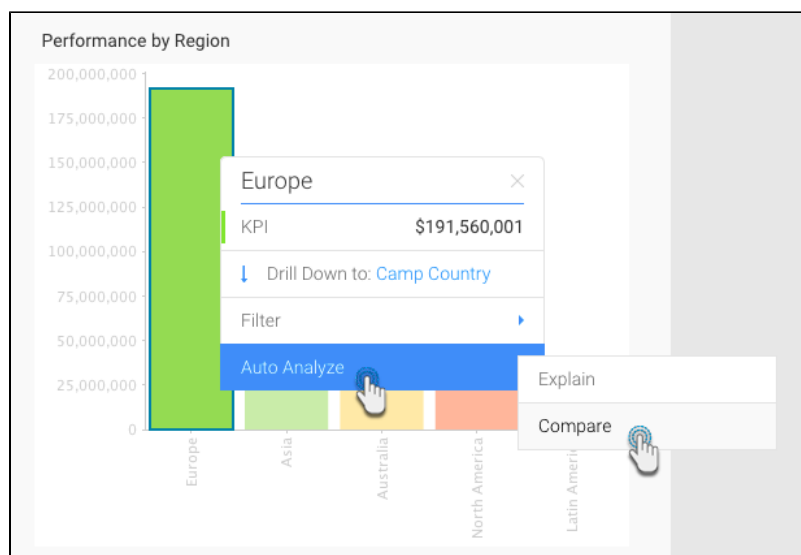 Performance by Region
200,000,000
175,000,000
150,000,000
125,000,000
100,000,000
75,000,000
50,000,000
25,000,000
0
Europe
KPI $191,560,001
Drill Down to: Camp Country
Filter
Auto Analyze
Explain
Compare
Europe
Asia
Australia
North America
Latin Ameri